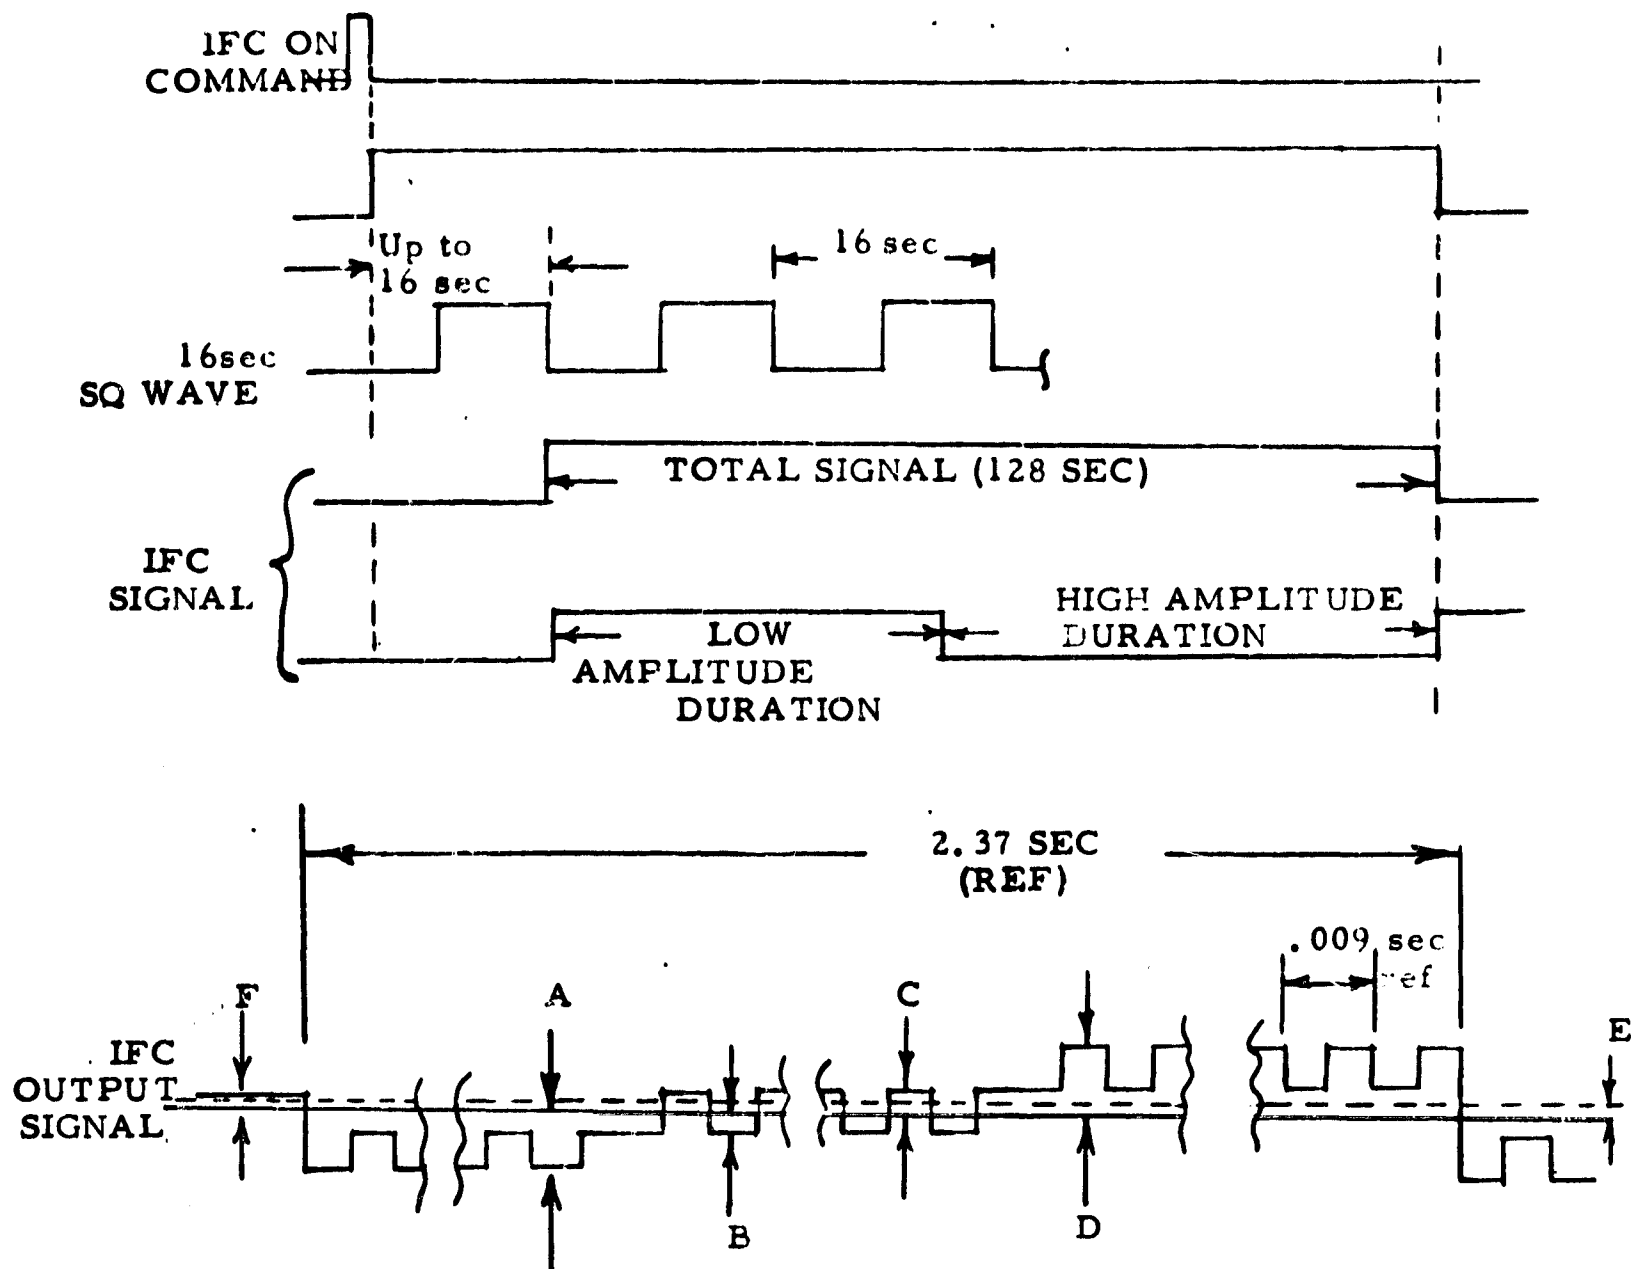 IFC ON
COMMAND
Up to
16 sec
16 sec
16sec
SQ WAVE
TOTAL SIGNAL (128 SEC)
IFC
SIGNAL
LOW
AMPLITUDE
DURATION
HIGH AMPLITUDE
DURATION
2.37 SEC
(REF)
.009 sec
ref
F
A
C
E
IFC
OUTPUT
SIGNAL
B
D